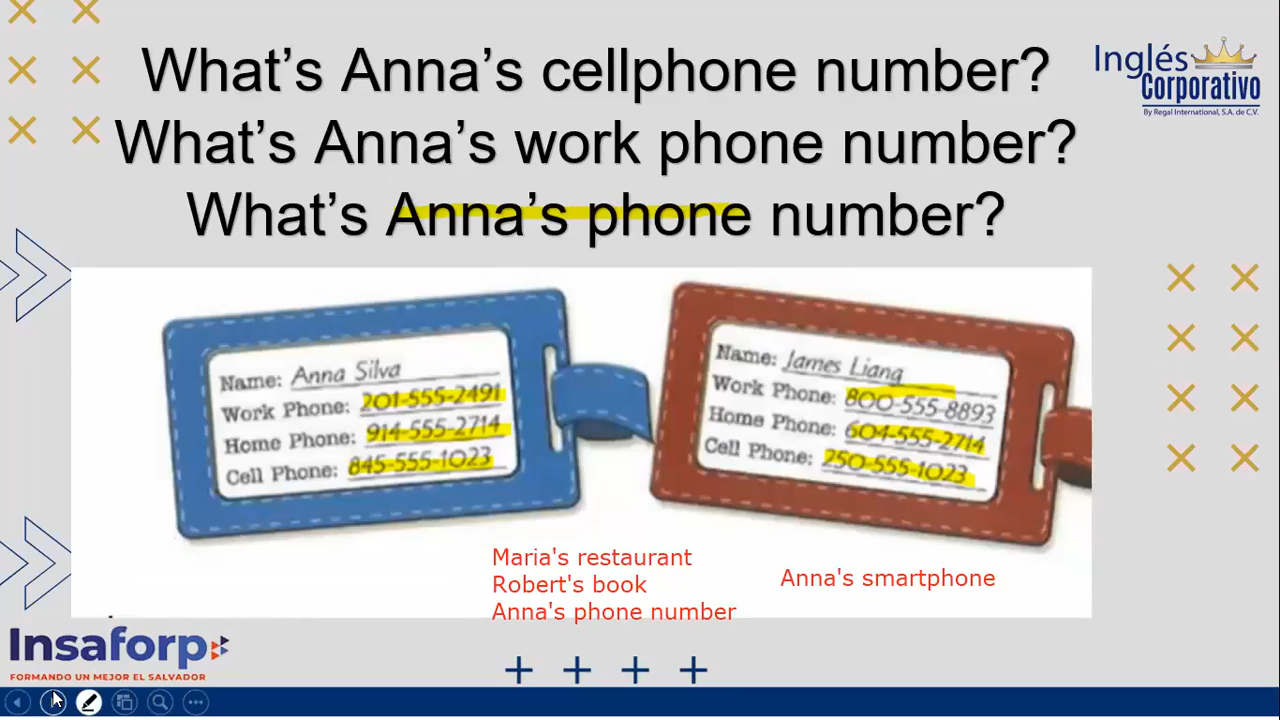 What's Anna's cellphone number?
What's Anna's work phone number?
What's Anna's phone number?
Inglés
Corporativo
By Regal International, S.A. de C.V.
Name: Anna Silva
Work Phone: 201-555-2491
Home Phone: 914-555-2714
Cell Phone: 845-555-1023
Name: James Liang
Work Phone: 800-555-8893
Home Phone: 604-555-2714
Cell Phone: 250-555-1023
Maria's restaurant
Robert's book
Anna's phone number
Anna's smartphone
Insaforp
FORMANDO UN MEJOR EL SALVADOR